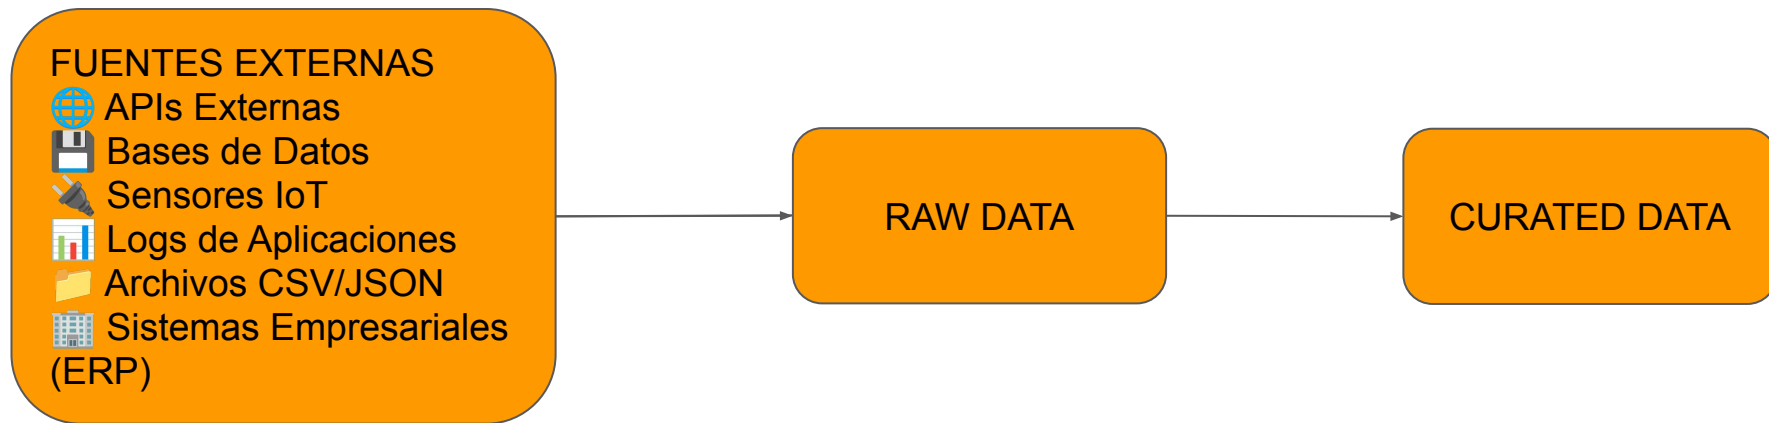 FUENTES EXTERNAS
🌐 APIs Externas
💾 Bases de Datos
🔌 Sensores IoT
📊 Logs de Aplicaciones
📁 Archivos CSV/JSON
🏢 Sistemas Empresariales
(ERP)
RAW DATA
CURATED DATA